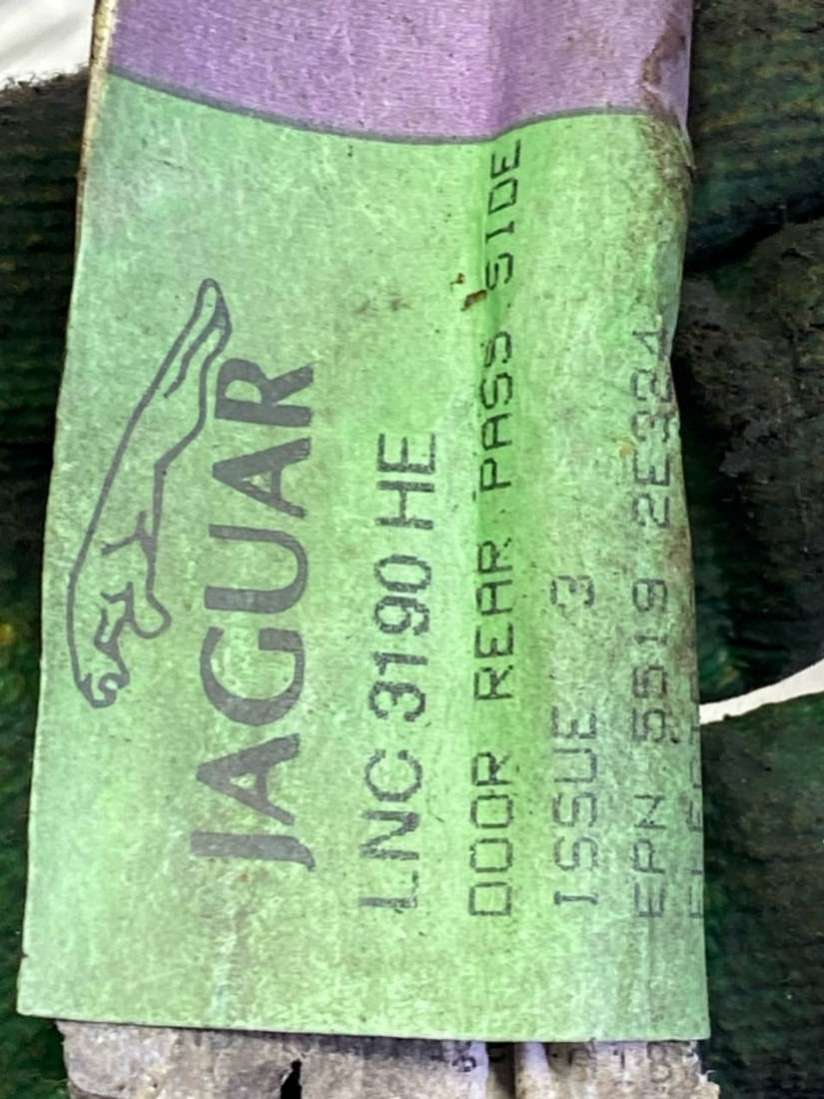 JAGUAR
LNC 3190 HE
DOOR REAR PASS SIDE
ISSUE 3
EPN 5519 2E324